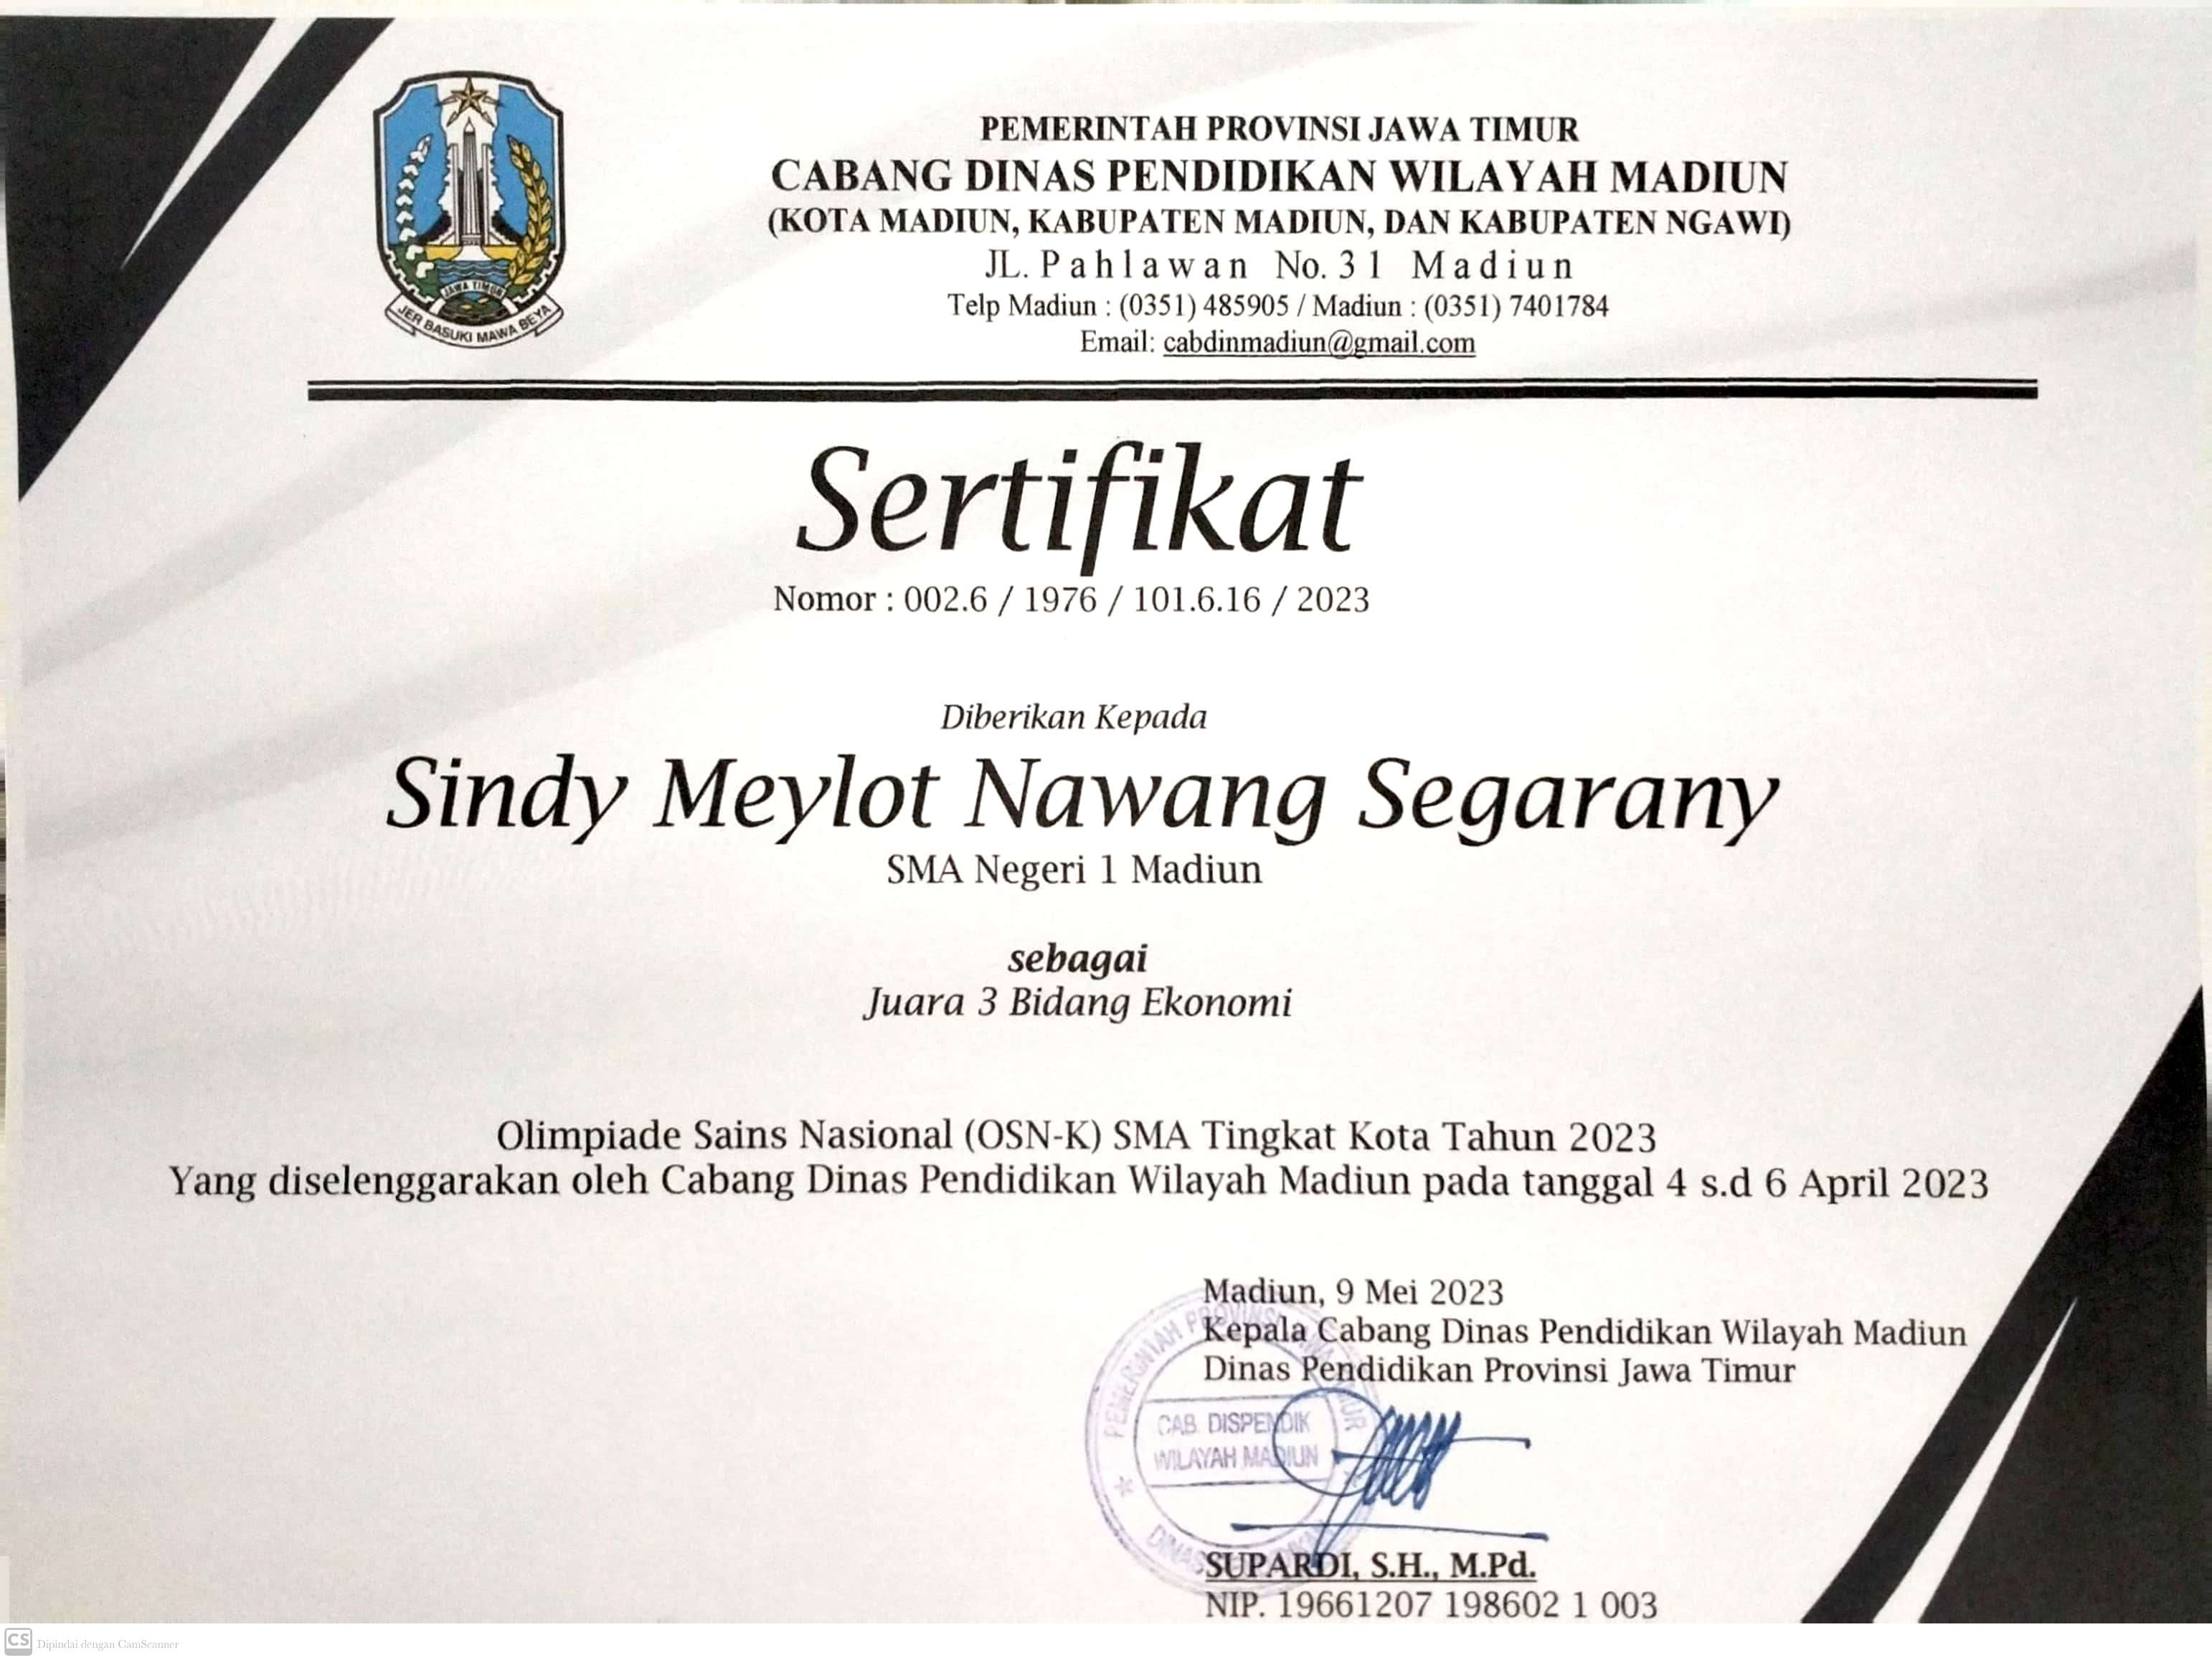 PEMERINTAH PROVINSI JAWA TIMUR
CABANG DINAS PENDIDIKAN WILAYAH MADIUN
(KOTA MADIUN, KABUPATEN MADIUN, DAN KABUPATEN NGAWI)
JL. Pahlawan No. 31 Madiun
Telp Madiun : (0351) 485905 / Madiun : (0351) 7401784
Email: cabdinmadiun@gmail.com
JAWA TIMUR
JER BASUKI MAWA BEYA
Sertifikat
Nomor : 002.6 / 1976 / 101.6.16 / 2023
Diberikan Kepada
Sindy Meylot Nawang Segarany
SMA Negeri 1 Madiun
sebagai
Juara 3 Bidang Ekonomi
Olimpiade Sains Nasional (OSN-K) SMA Tingkat Kota Tahun 2023
Yang diselenggarakan oleh Cabang Dinas Pendidikan Wilayah Madiun pada tanggal 4 s.d 6 April 2023
Madiun, 9 Mei 2023
Kepala Cabang Dinas Pendidikan Wilayah Madiun
Dinas Pendidikan Provinsi Jawa Timur
PEMERINTAH PROVINSI JAWA TIMUR
CAB. DISPENDIK
WILAYAH MADIUN
DINAS
SUPARDI, S.H., M.Pd.
NIP. 19661207 198602 1 003
CS Dipindai dengan CamScanner